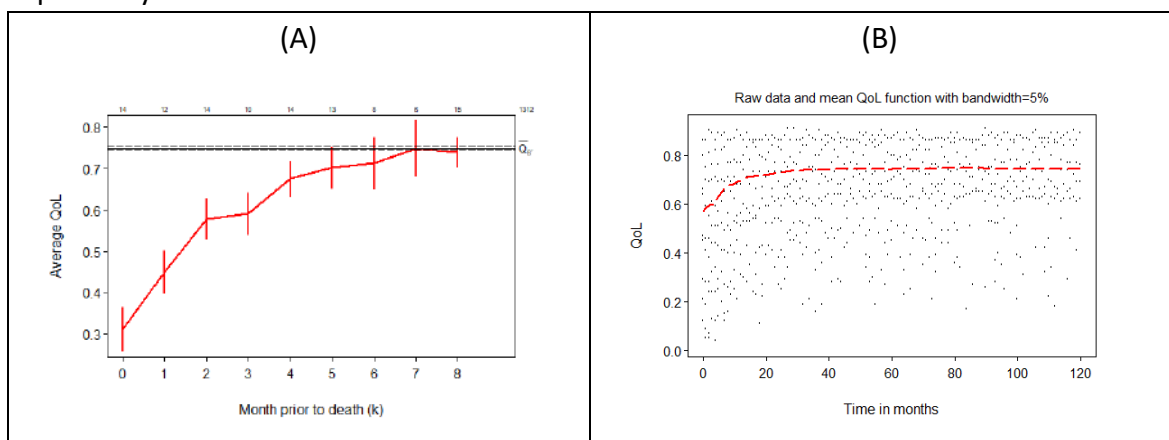 (A)
(B)
14 12 14 10 14 13 8 6 15 1312
0.8
0.7
0.6
0.5
0.4
0.3
Average QoL
0 1 2 3 4 5 6 7 8
Month prior to death (k)
Raw data and mean QoL function with bandwidth=5%
0.8
0.6
0.4
0.2
0.0
QoL
0 20 40 60 80 100 120
Time in months